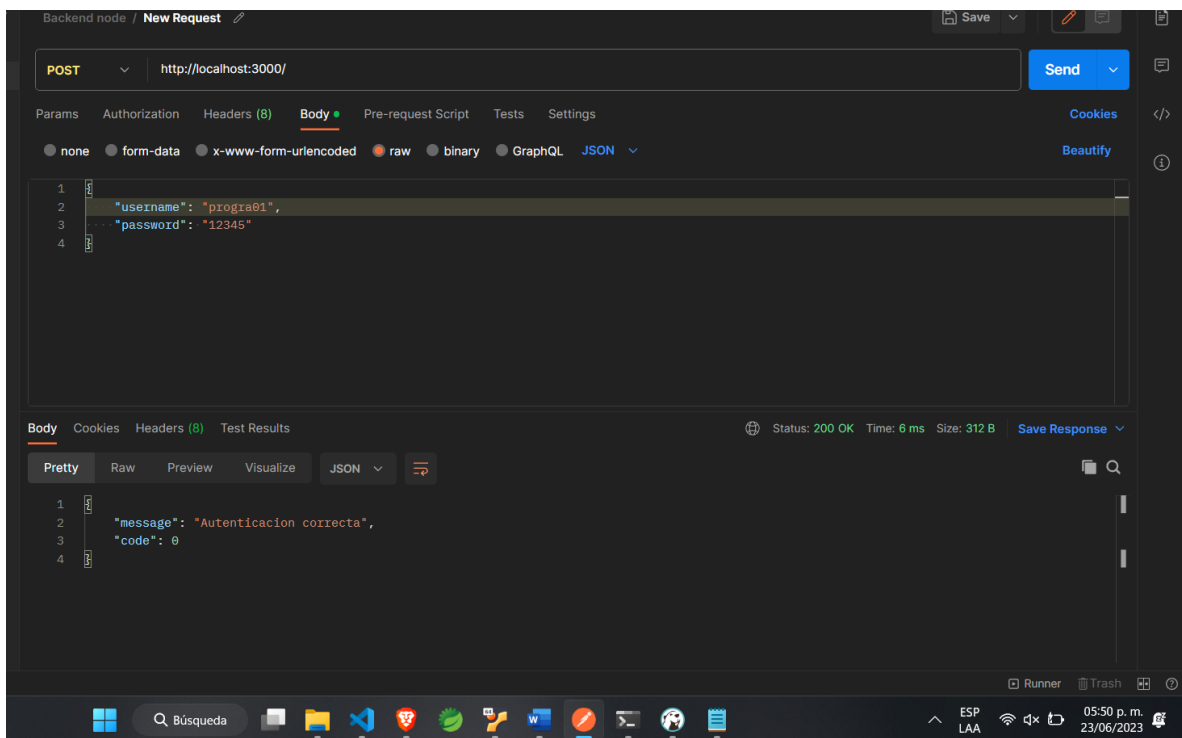 Backend node / New Request Save
POST http://localhost:3000/ Send
Params Authorization Headers (8) Body Pre-request Script Tests Settings Cookies
none form-data x-www-form-urlencoded raw binary GraphQL JSON Beautify
1 {
2 "username": "progra01",
3 "password": "12345"
4 }
Body Cookies Headers (8) Test Results Status: 200 OK Time: 6 ms Size: 312 B Save Response
Pretty Raw Preview Visualize JSON
1 {
2 "message": "Autenticacion correcta",
3 "code": 0
4 }
Runner Trash
Búsqueda ESP 05:50 p. m.
LAA 23/06/2023